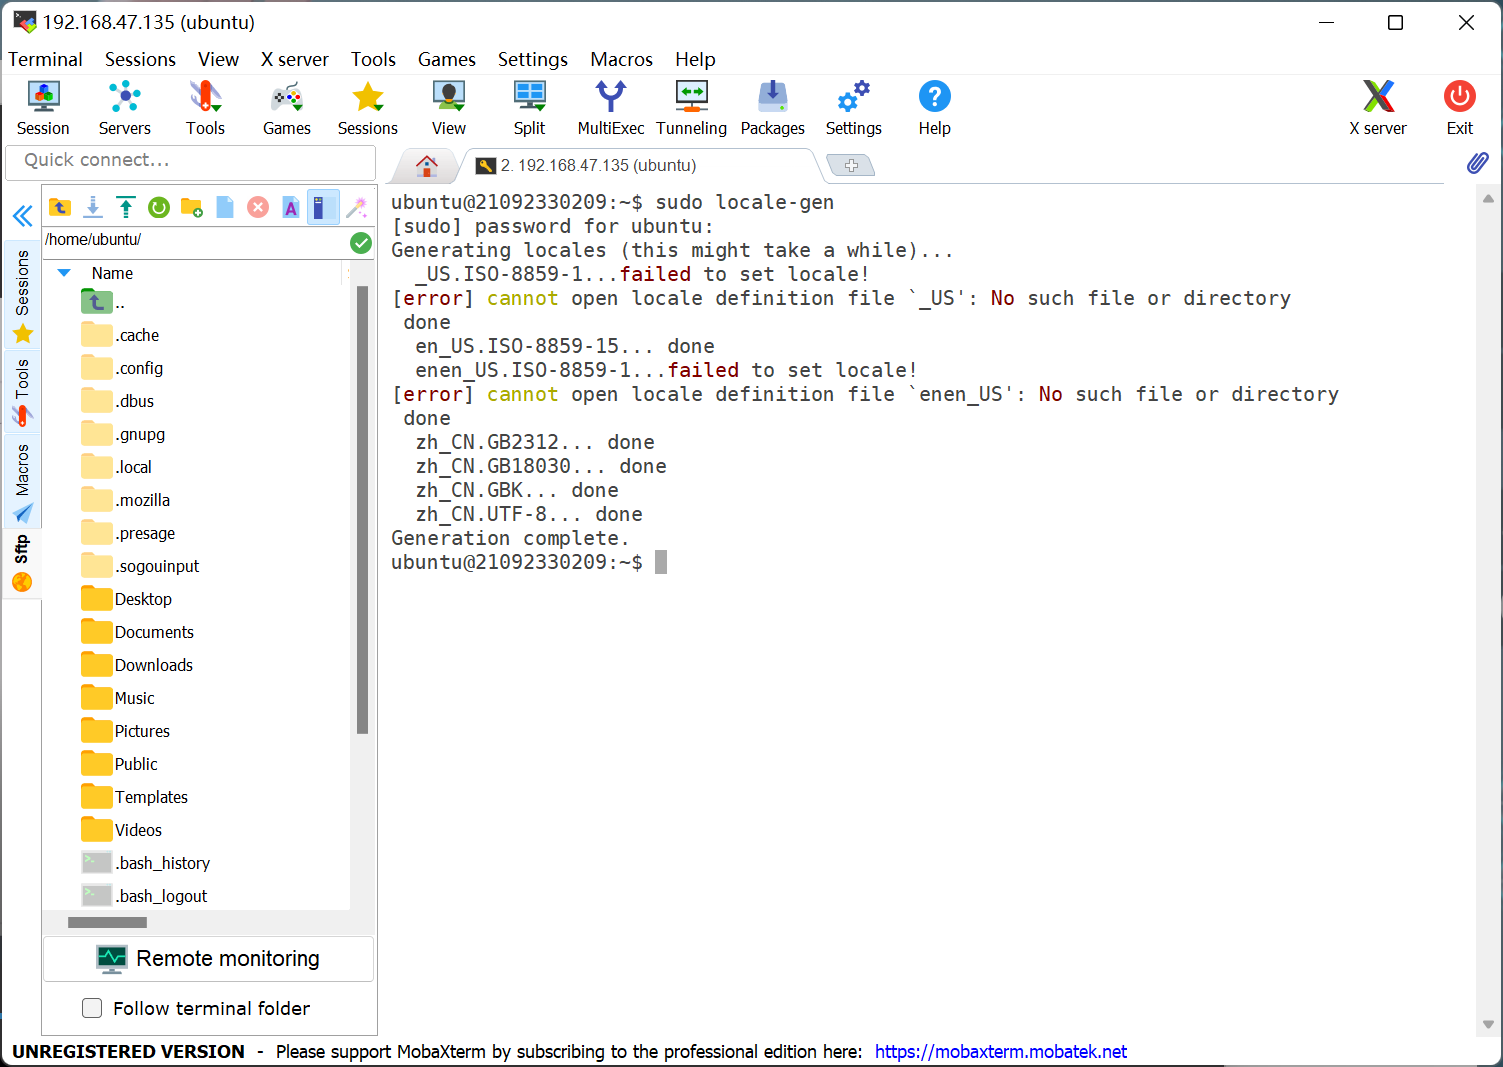 192.168.47.135 (ubuntu)
Terminal Sessions View X server Tools Games Settings Macros Help
Session Servers Tools Games Sessions View Split MultiExec Tunneling Packages Settings Help X server Exit
Quick connect...
2. 192.168.47.135 (ubuntu)
/home/ubuntu/
Name
..
.cache
.config
.dbus
.gnupg
.local
.mozilla
.presage
.sogouinput
Desktop
Documents
Downloads
Music
Pictures
Public
Templates
Videos
.bash_history
.bash_logout
Sessions
Tools
Macros
Sftp
Remote monitoring
Follow terminal folder
ubuntu@21092330209:~$ sudo locale-gen
[sudo] password for ubuntu:
Generating locales (this might take a while)...
  _US.ISO-8859-1...failed to set locale!
[error] cannot open locale definition file `_US': No such file or directory
 done
  en_US.ISO-8859-15... done
  enen_US.ISO-8859-1...failed to set locale!
[error] cannot open locale definition file `enen_US': No such file or directory
 done
  zh_CN.GB2312... done
  zh_CN.GB18030... done
  zh_CN.GBK... done
  zh_CN.UTF-8... done
Generation complete.
ubuntu@21092330209:~$
UNREGISTERED VERSION - Please support MobaXterm by subscribing to the professional edition here: https://mobaxterm.mobatek.net